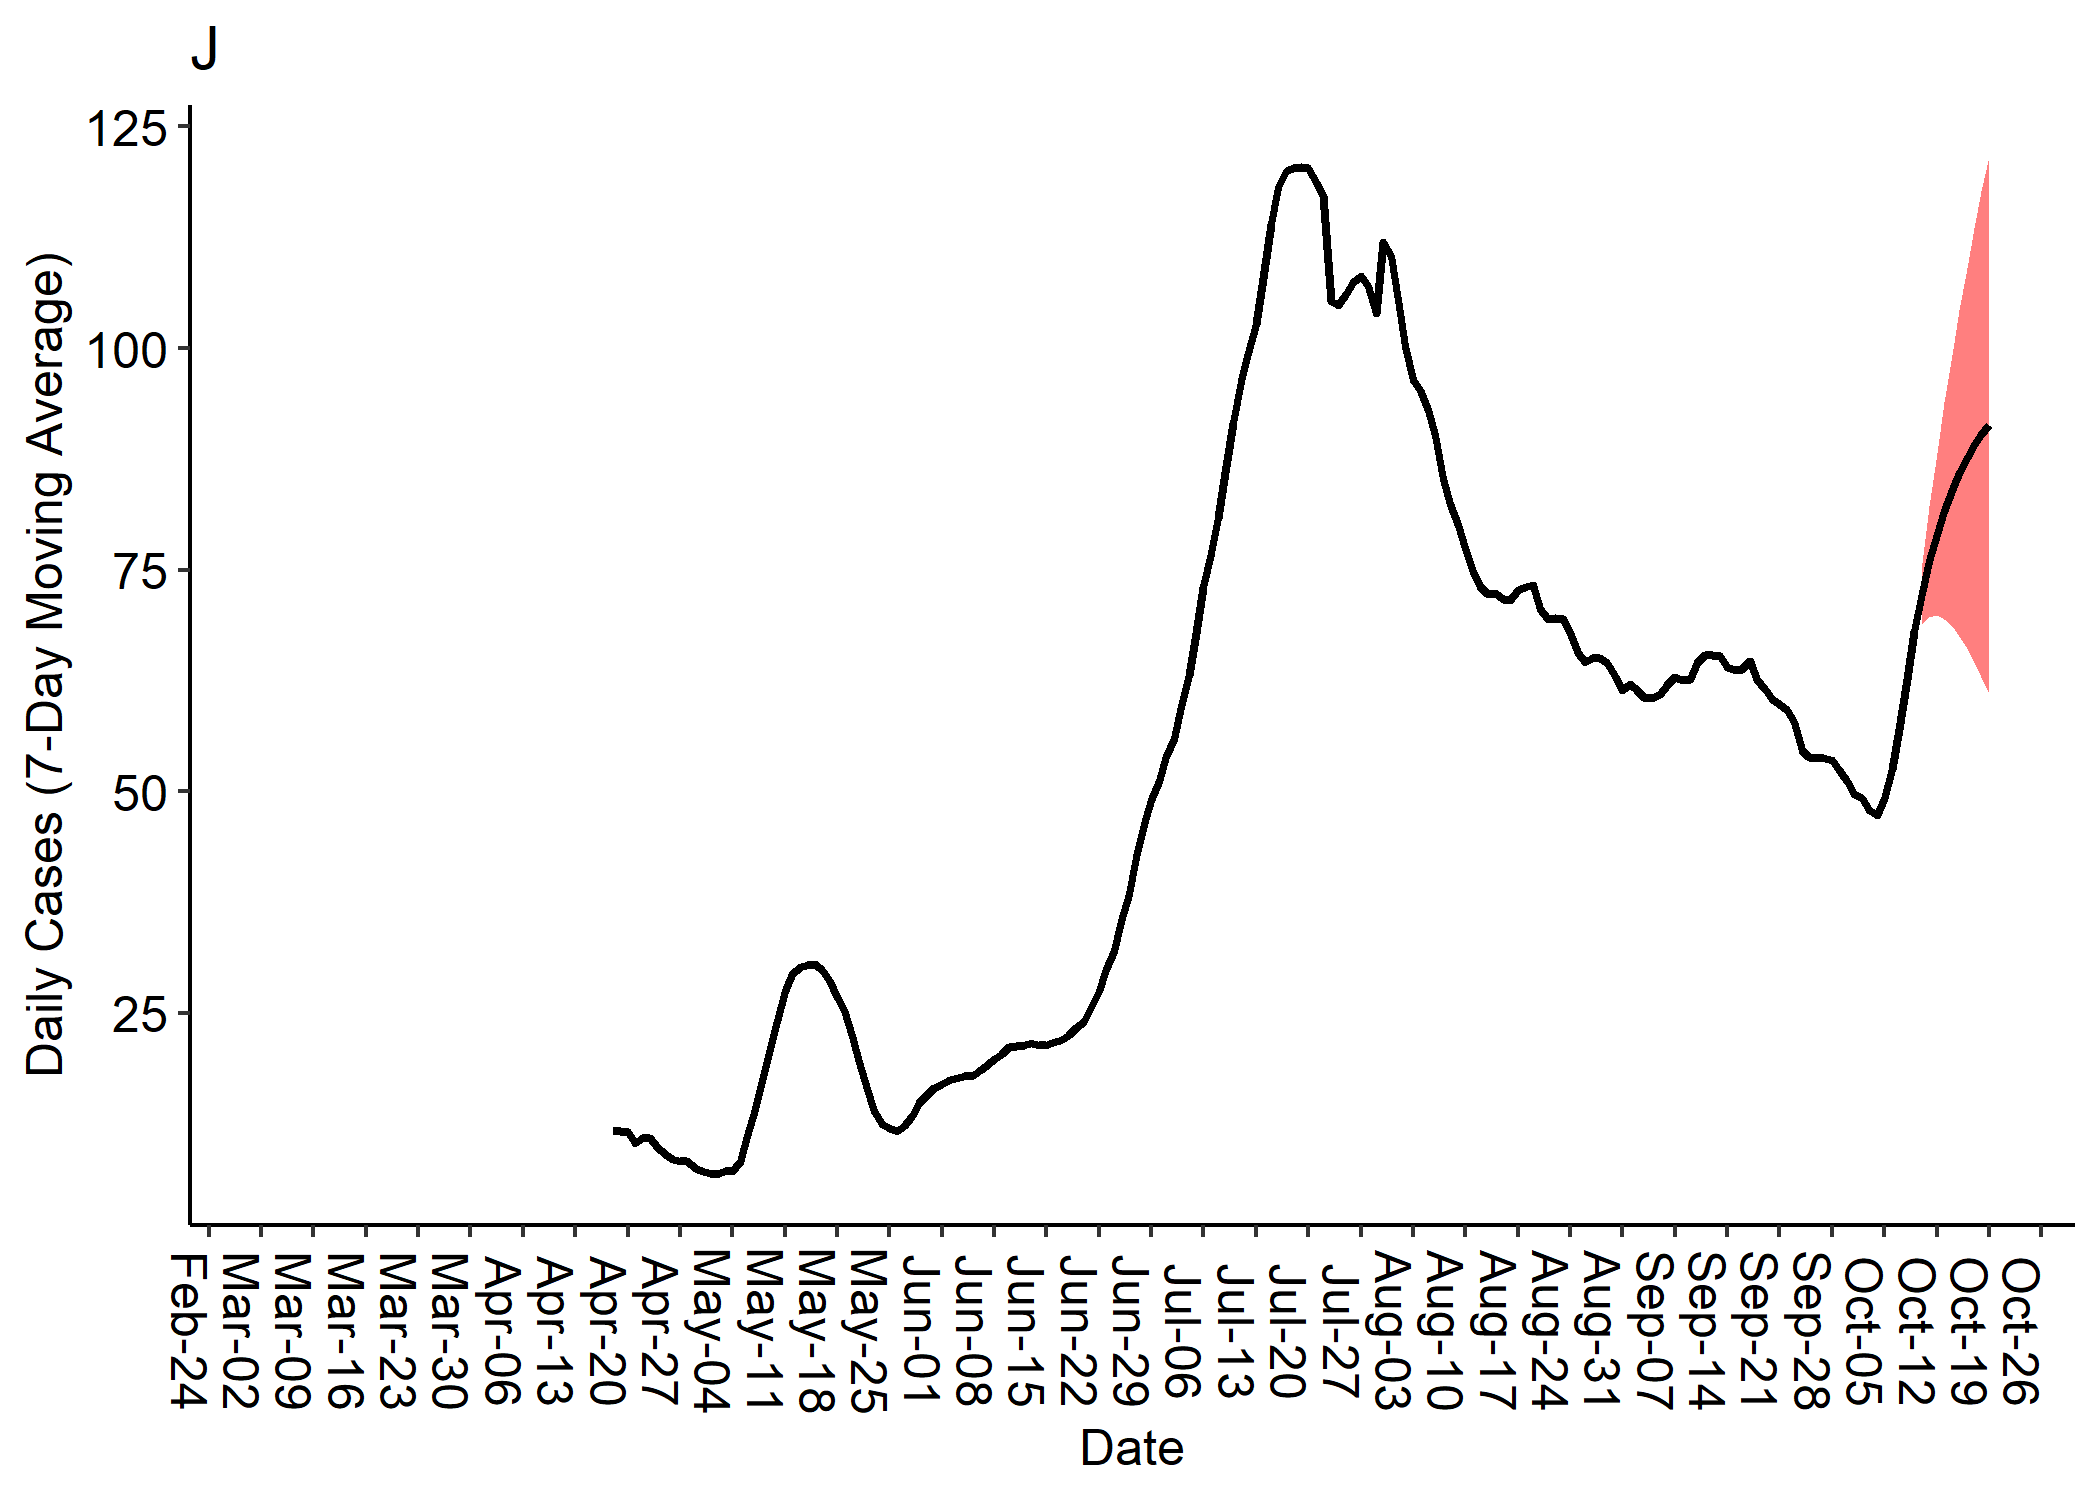 J
Daily Cases (7-Day Moving Average)
125
100
75
50
25
Feb-24
Mar-02
Mar-09
Mar-16
Mar-23
Mar-30
Apr-06
Apr-13
Apr-20
Apr-27
May-04
May-11
May-18
May-25
Jun-01
Jun-08
Jun-15
Jun-22
Jun-29
Jul-06
Jul-13
Jul-20
Jul-27
Aug-03
Aug-10
Aug-17
Aug-24
Aug-31
Sep-07
Sep-14
Sep-21
Sep-28
Oct-05
Oct-12
Oct-19
Oct-26
Date